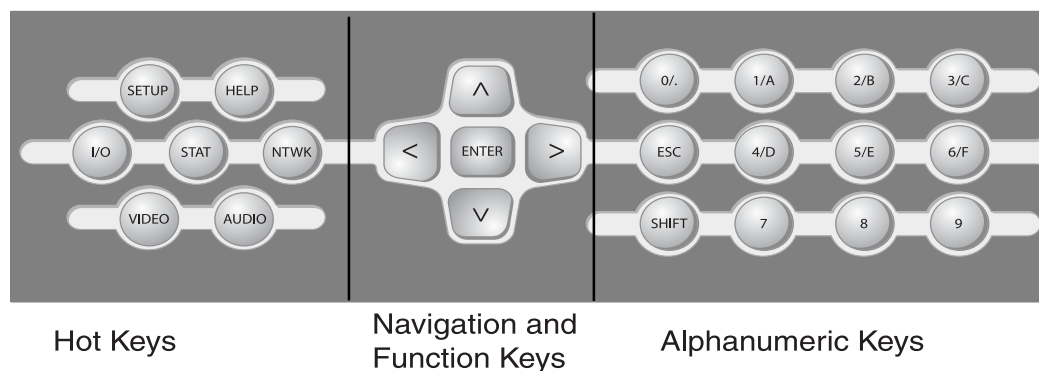 SETUP HELP
I/O STAT NTWK
VIDEO AUDIO
^
< ENTER >
v
0/. 1/A 2/B 3/C
ESC 4/D 5/E 6/F
SHIFT 7 8 9
Hot Keys
Navigation and
Function Keys
Alphanumeric Keys